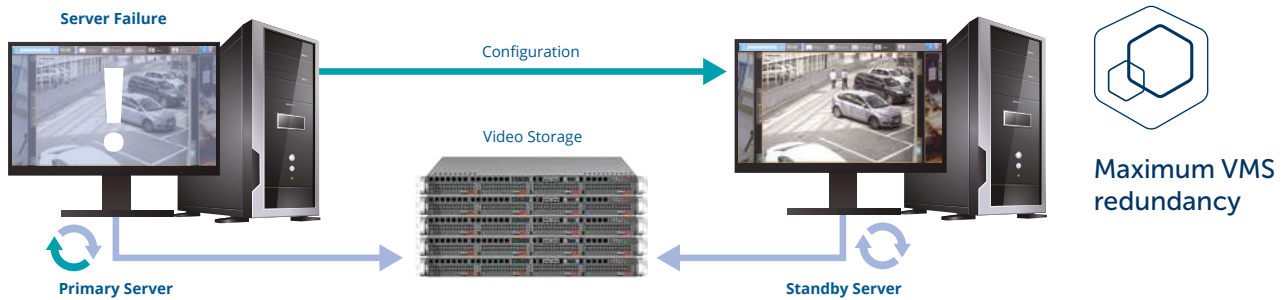 Server Failure
Configuration
Video Storage
Maximum VMS
redundancy
Primary Server
Standby Server